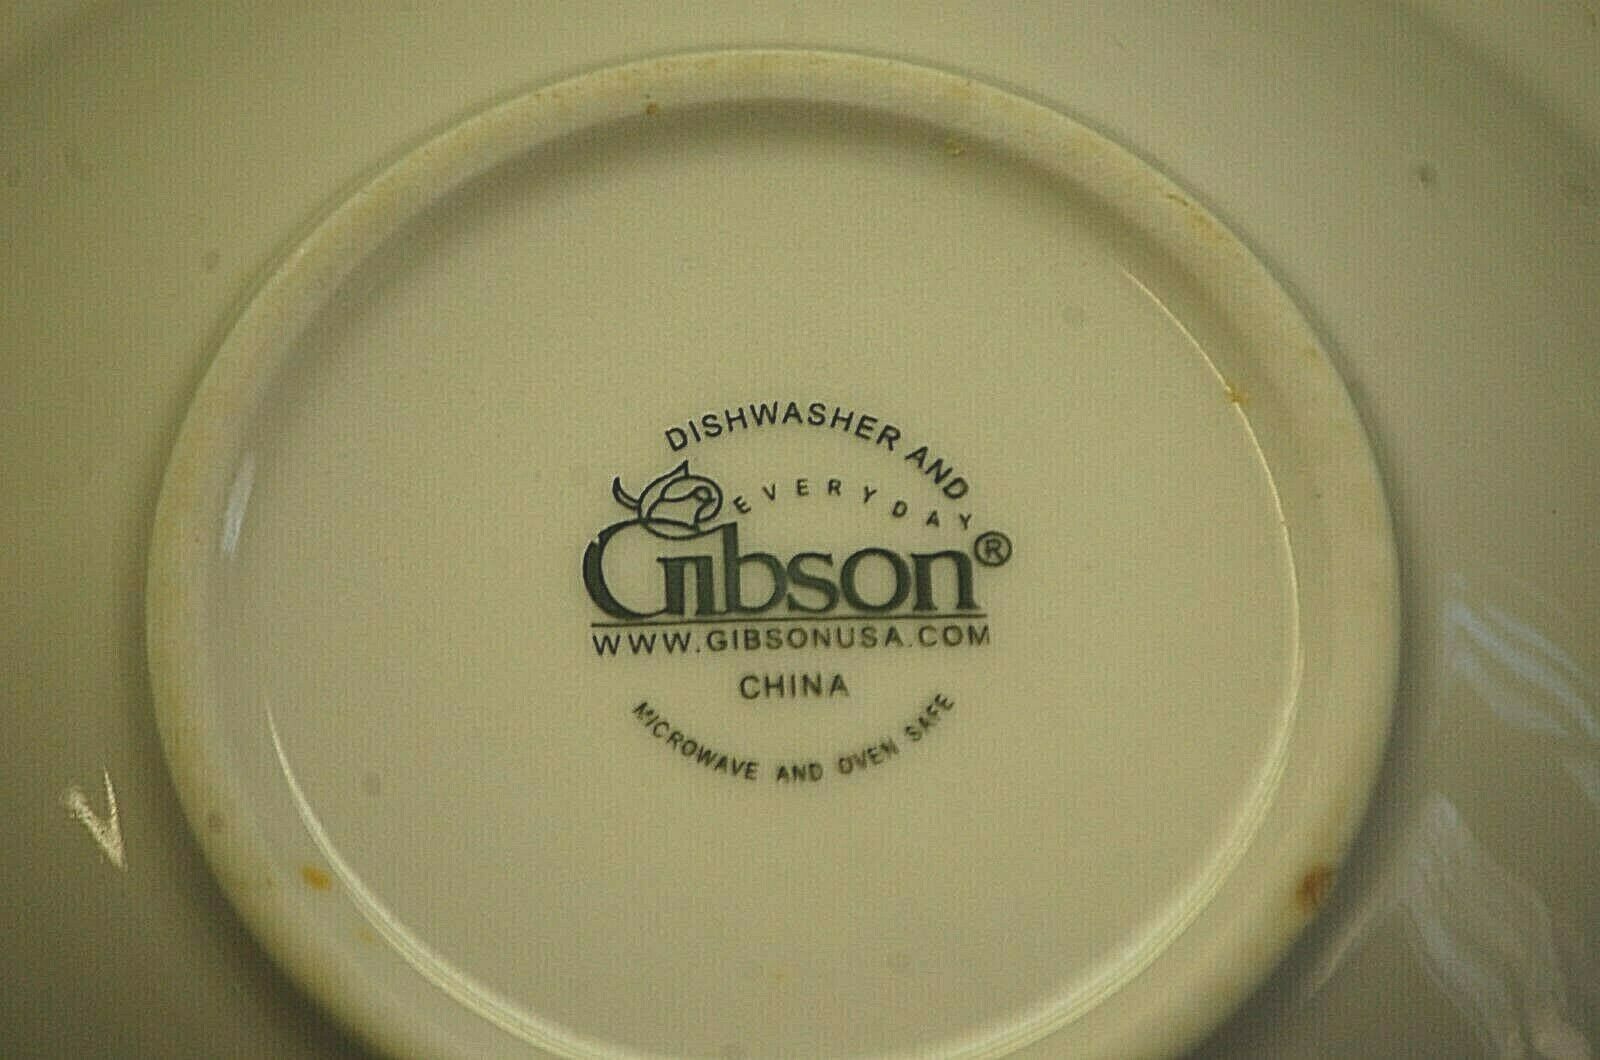 DISHWASHER AND
EVERYDAY
Gibson®
WWW.GIBSONUSA.COM
CHINA
MICROWAVE AND OVEN SAFE